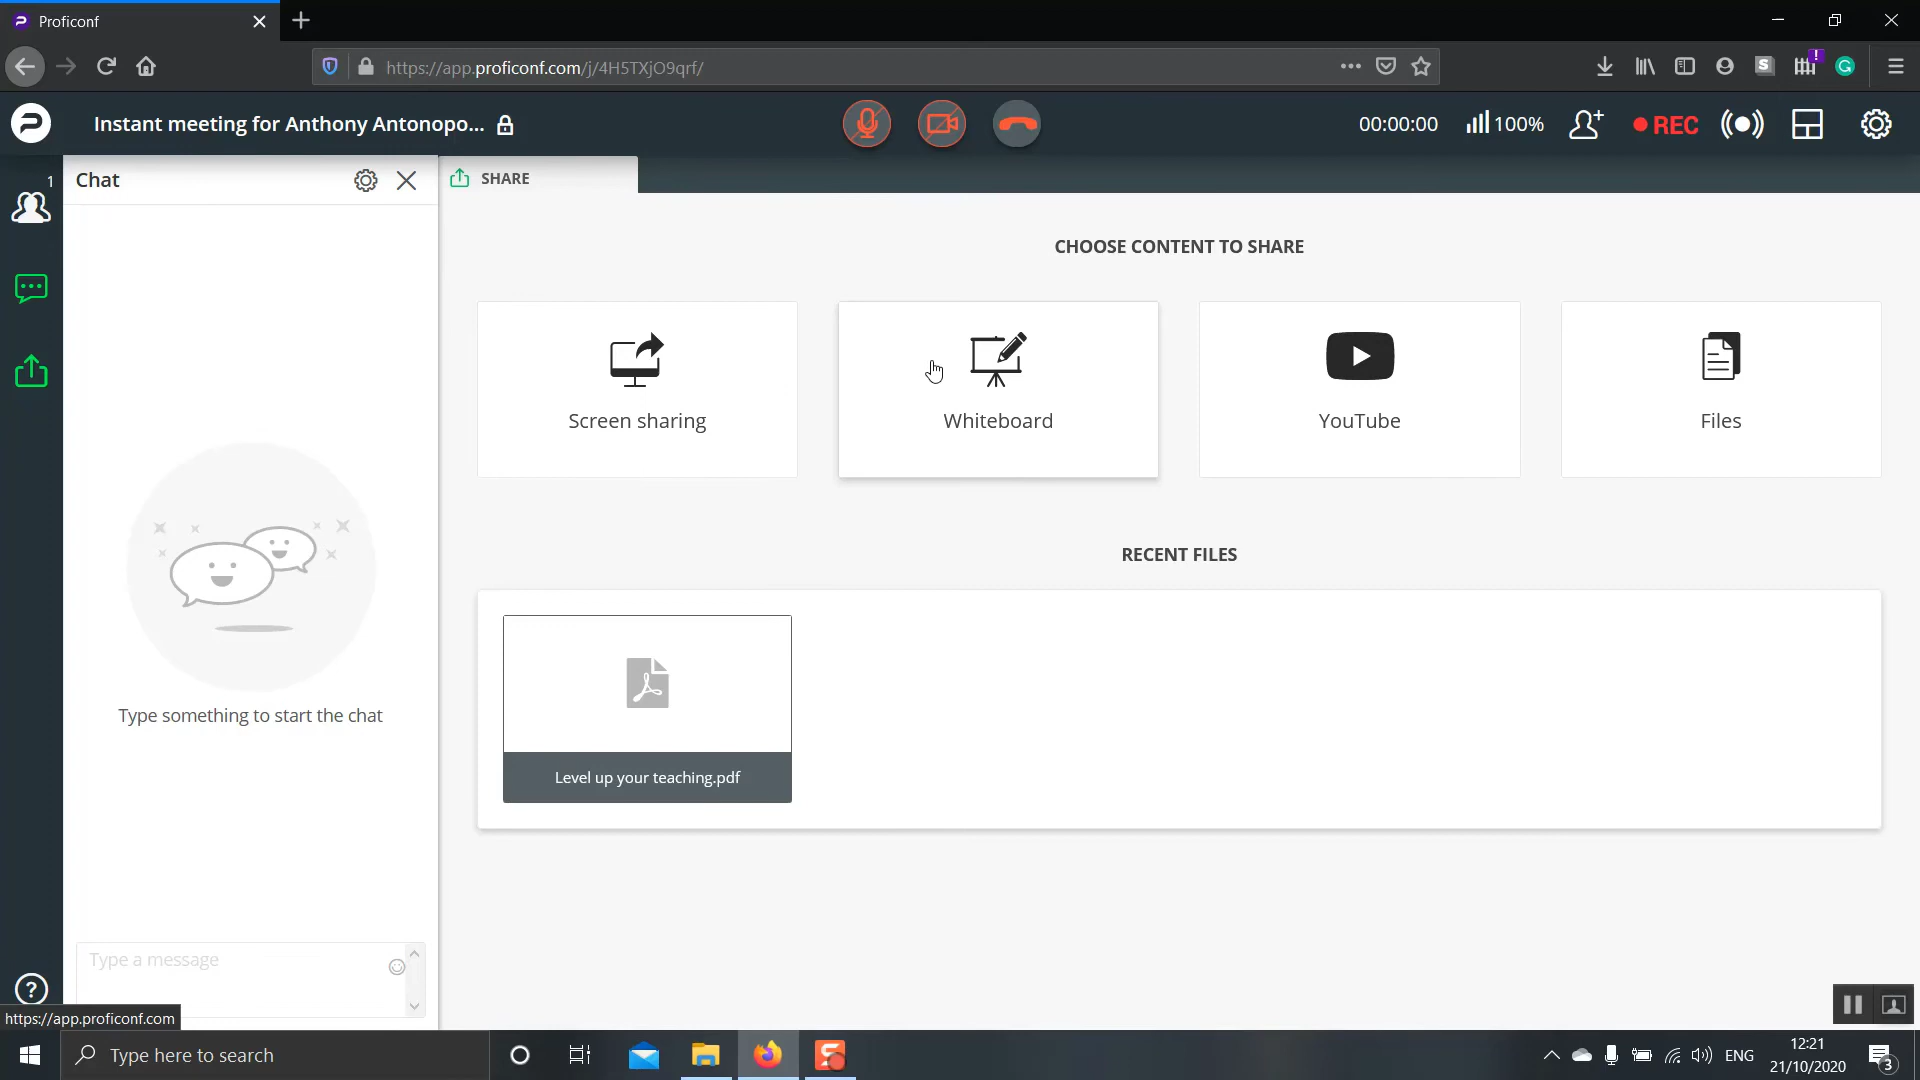 Proficonf
https://app.proficonf.com/j/4H5TXjO9qrf/
Instant meeting for Anthony Antonopo...
00:00:00
100%
REC
1
Chat
SHARE
CHOOSE CONTENT TO SHARE
Screen sharing
Whiteboard
YouTube
Files
RECENT FILES
Level up your teaching.pdf
Type something to start the chat
Type a message
https://app.proficonf.com
Type here to search
ENG
12:21
21/10/2020
3